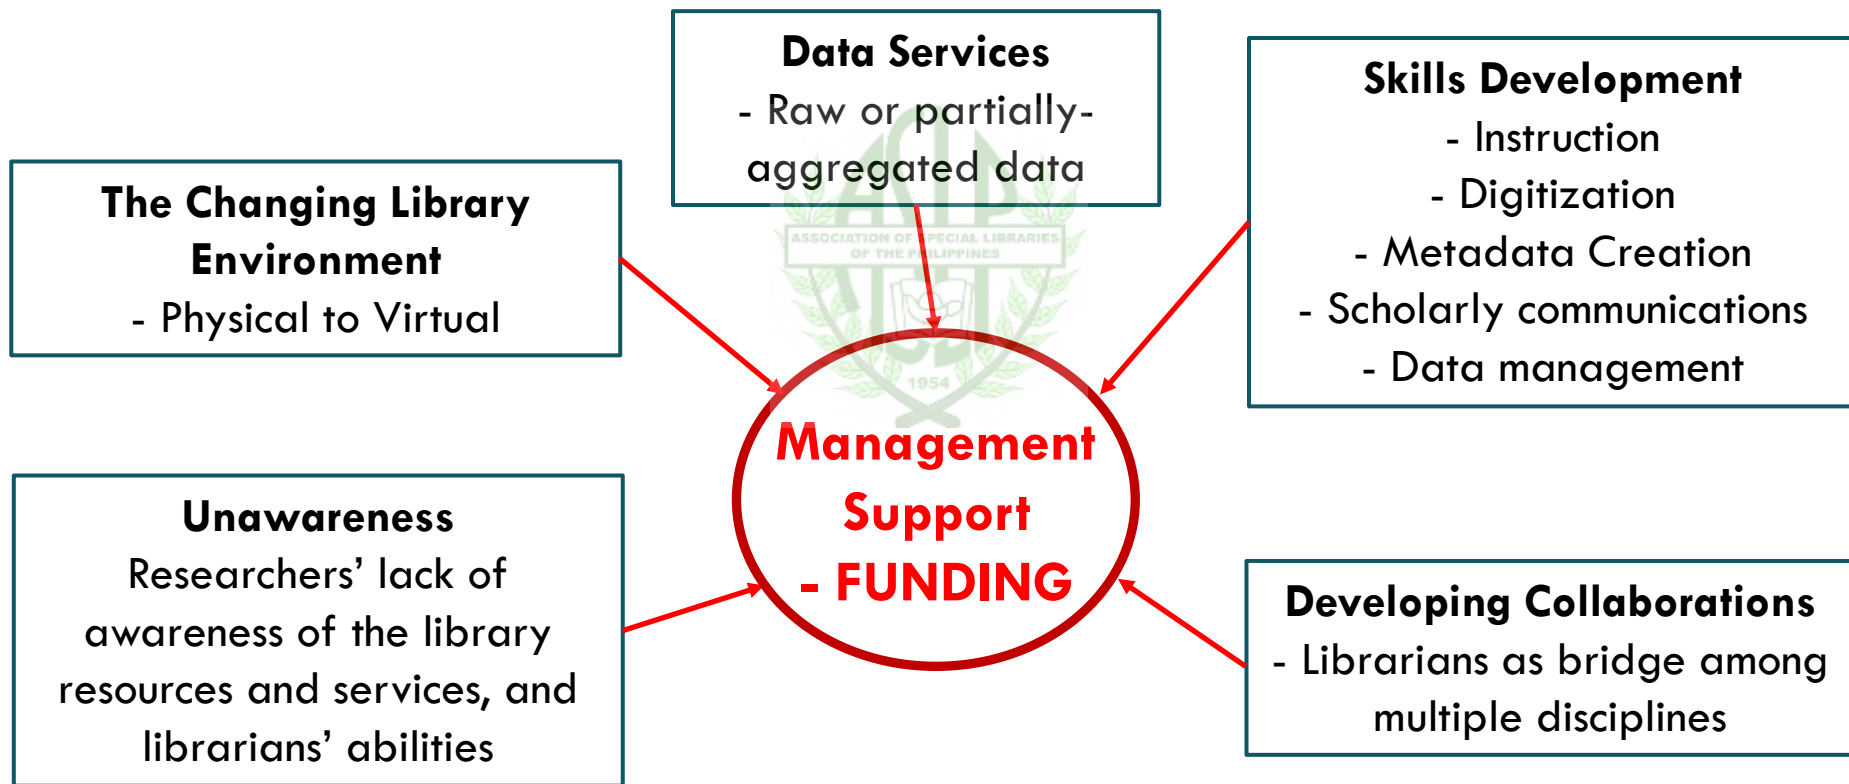 Data Services
- Raw or partially-
aggregated data
Skills Development
- Instruction
- Digitization
- Metadata Creation
- Scholarly communications
- Data management
The Changing Library
Environment
- Physical to Virtual
ASLP
ASSOCIATION OF SPECIAL LIBRARIES
OF THE PHILIPPINES
1954
Management
Support
- FUNDING
Unawareness
Researchers’ lack of
awareness of the library
resources and services, and
librarians’ abilities
Developing Collaborations
- Librarians as bridge among
multiple disciplines